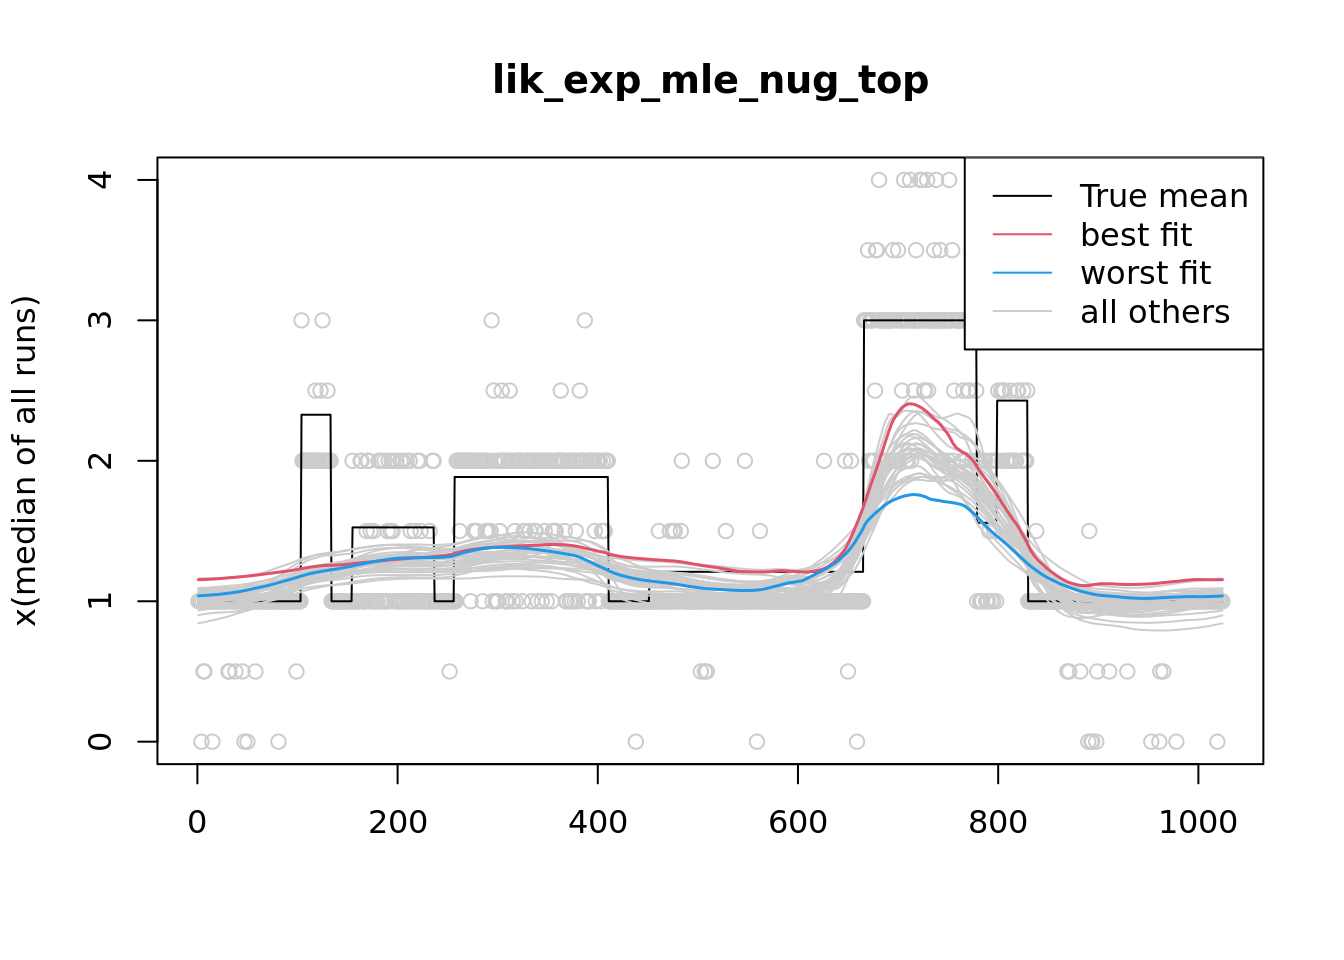 lik_exp_mle_nug_top
x(median of all runs)
4
3
2
1
0
True mean
best fit
worst fit
all others
0 200 400 600 800 1000